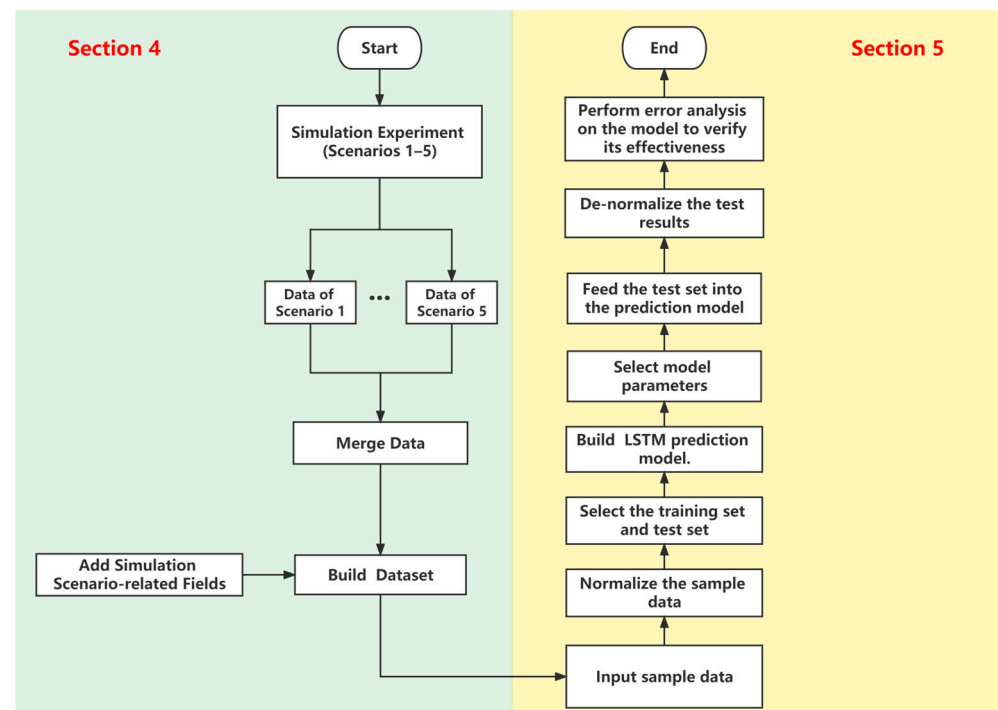 Section 4
Start
Simulation Experiment
(Scenarios 1–5)
Data of
Scenario 1
...
Data of
Scenario 5
Merge Data
Add Simulation
Scenario-related Fields
Build Dataset
Section 5
End
Perform error analysis
on the model to verify
its effectiveness
De-normalize the test
results
Feed the test set into
the prediction model
Select model
parameters
Build LSTM prediction
model.
Select the training set
and test set
Normalize the sample
data
Input sample data